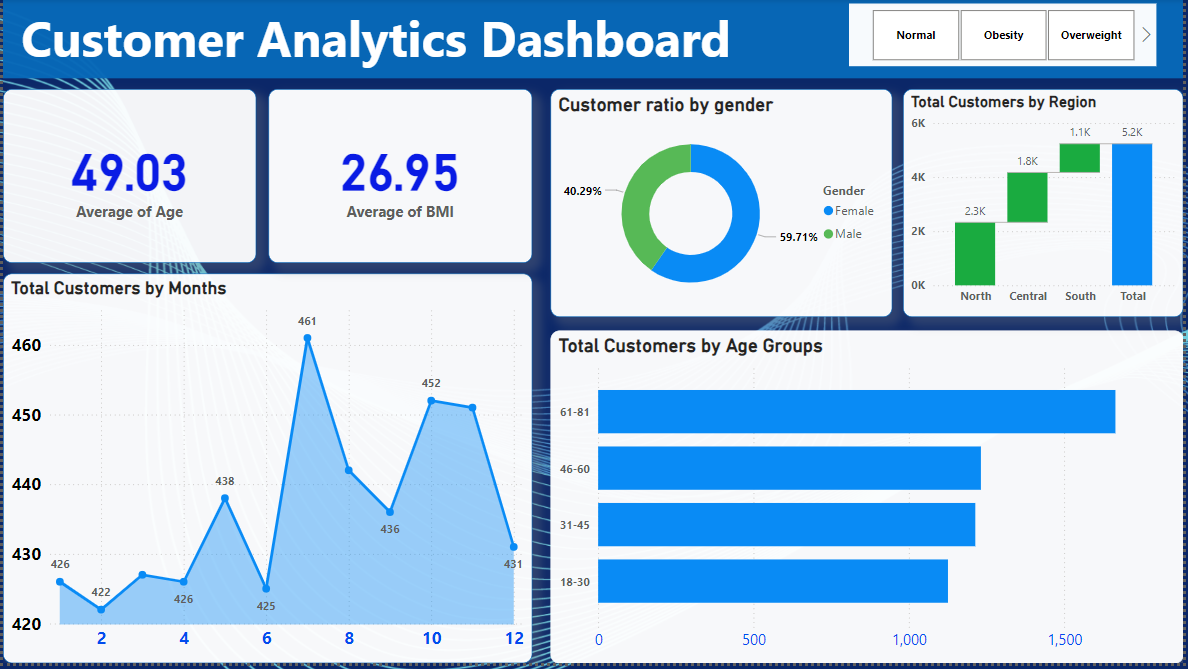 Customer Analytics Dashboard
Normal
Obesity
Overweight
49.03
Average of Age
26.95
Average of BMI
Customer ratio by gender
40.29%
59.71%
Gender
Female
Male
Total Customers by Region
6K
4K
2K
0K
2.3K
1.8K
1.1K
5.2K
North
Central
South
Total
Total Customers by Months
460
450
440
430
420
426
422
426
438
425
461
436
452
431
2
4
6
8
10
12
Total Customers by Age Groups
61-81
46-60
31-45
18-30
0
500
1,000
1,500